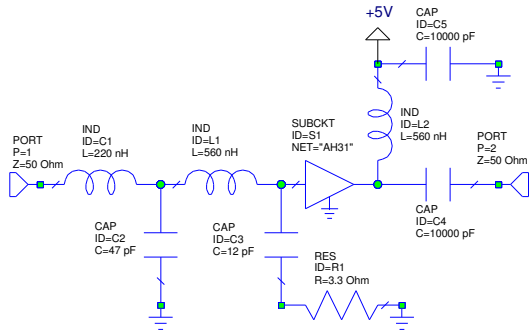 +5V
CAP
ID=C5
C=10000 pF
IND
ID=L2
L=560 nH
IND
ID=C1
L=220 nH
IND
ID=L1
L=560 nH
SUBCKT
ID=S1
NET="AH31"
PORT
P=1
Z=50 Ohm
PORT
P=2
Z=50 Ohm
CAP
ID=C2
C=47 pF
CAP
ID=C3
C=12 pF
CAP
ID=C4
C=10000 pF
RES
ID=R1
R=3.3 Ohm